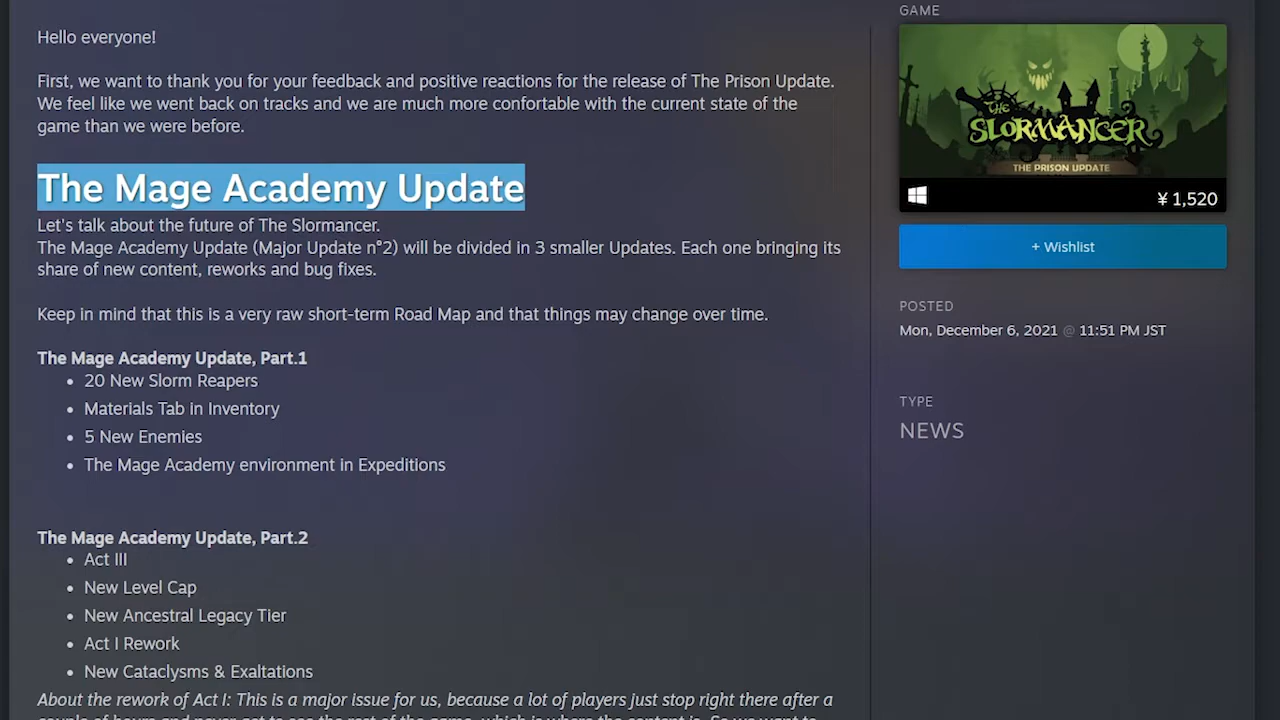 Hello everyone!
First, we want to thank you for your feedback and positive reactions for the release of The Prison Update.
We feel like we went back on tracks and we are much more confortable with the current state of the
game than we were before.
The Mage Academy Update
Let's talk about the future of The Slormancer.
The Mage Academy Update (Major Update n°2) will be divided in 3 smaller Updates. Each one bringing its
share of new content, reworks and bug fixes.
Keep in mind that this is a very raw short-term Road Map and that things may change over time.
The Mage Academy Update, Part.1
• 20 New Slorm Reapers
• Materials Tab in Inventory
• 5 New Enemies
• The Mage Academy environment in Expeditions
The Mage Academy Update, Part.2
• Act III
• New Level Cap
• New Ancestral Legacy Tier
• Act I Rework
• New Cataclysms & Exaltations
About the rework of Act I: This is a major issue for us, because a lot of players just stop right there after a
GAME
THE
SLORMANCER
THE PRISON UPDATE
¥ 1,520
+ Wishlist
POSTED
Mon, December 6, 2021 @ 11:51 PM JST
TYPE
NEWS